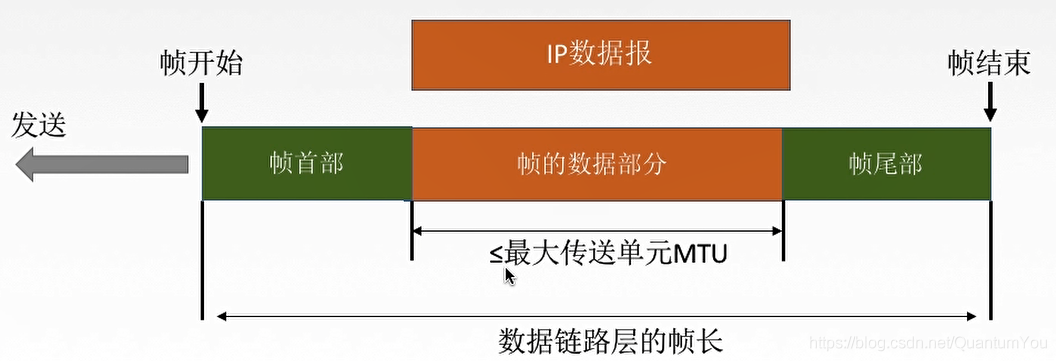 IP数据报
帧开始
帧结束
发送
帧首部
帧的数据部分
帧尾部
≤最大传送单元MTU
数据链路层的帧长
https://blog.csdn.net/QuantumYou